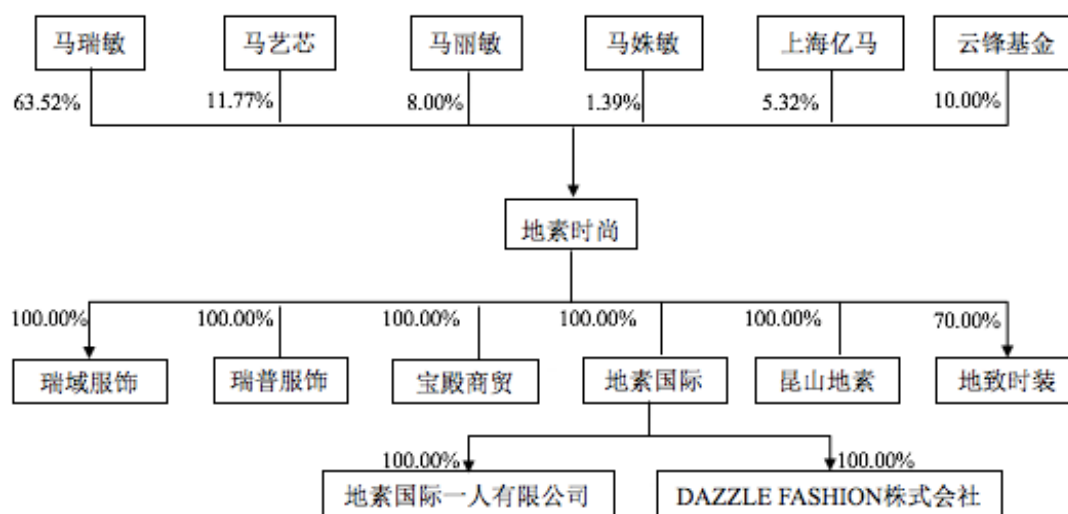 马瑞敏 马艺芯 马丽敏 马姝敏 上海亿马 云锋基金
63.52% 11.77% 8.00% 1.39% 5.32% 10.00%
地素时尚
100.00% 100.00% 100.00% 100.00% 100.00% 70.00%
瑞域服饰 瑞普服饰 宝殿商贸 地素国际 昆山地素 地致时装
100.00% 100.00%
地素国际一人有限公司 DAZZLE FASHION株式会社